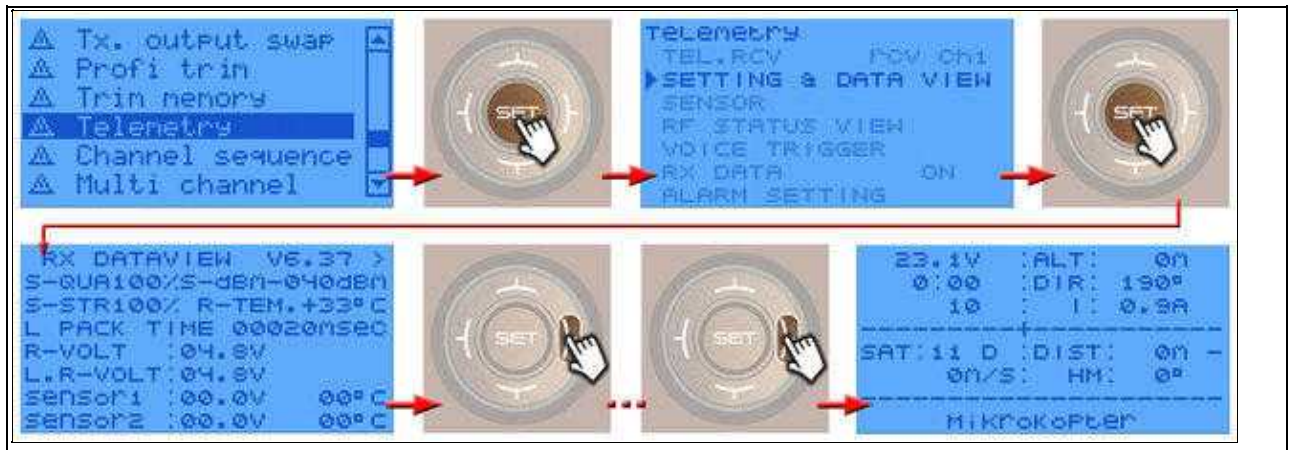 Tx. output swap
Profi trim
Trim memory
Telemetry
Channel sequence
Multi channel
SET
Telemetry
TEL.RCV rcv Ch1
SETTING & DATA VIEW
SENSOR
RF STATUS VIEW
VOICE TRIGGER
RX DATA ON
ALARM SETTING
SET
RX DATAVIEW V6.37 >
S-QUA100%S-dBm-040dBm
S-STR100% R-TEM.+33°C
L PACK TIME 00020msec
R-VOLT :04.8V
L.R-VOLT:04.8V
Sensor1 :00.0V 00°C
Sensor2 :00.0V 00°C
SET
SET
23.1V :ALT: 0m
0:00 :DIR: 190°
10 : I: 0.9A
SAT:11 D :DIST: 0m -
0m/S: HM: 0°
MikroKopter